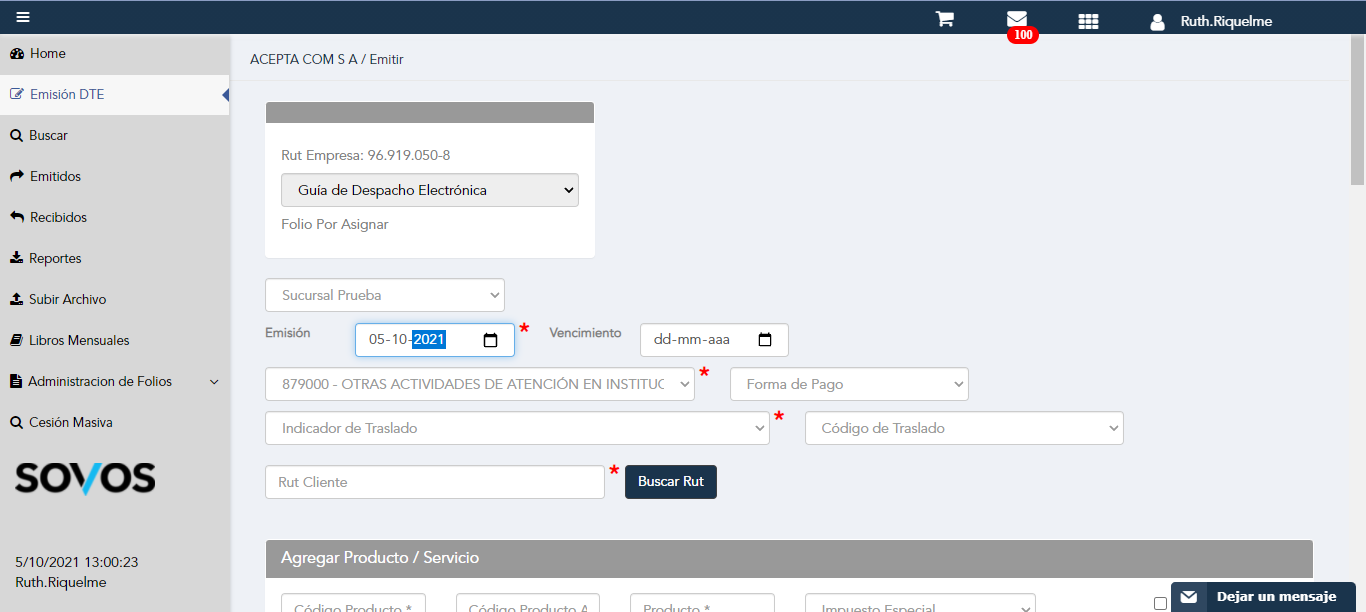 100
Ruth.Riquelme
Home
Emisión DTE
Buscar
Emitidos
Recibidos
Reportes
Subir Archivo
Libros Mensuales
Administracion de Folios
Cesión Masiva
SOVOS
5/10/2021 13:00:23
Ruth.Riquelme
ACEPTA COM S A / Emitir
Rut Empresa: 96.919.050-8
Guía de Despacho Electrónica
Folio Por Asignar
Sucursal Prueba
Emisión 05-10-2021 * Vencimiento dd-mm-aaa
879000 - OTRAS ACTIVIDADES DE ATENCIÓN EN INSTITUC * Forma de Pago
Indicador de Traslado * Código de Traslado
Rut Cliente * Buscar Rut
Agregar Producto / Servicio
Código Producto * Código Producto A Producto * Impuesto Especial
Dejar un mensaje